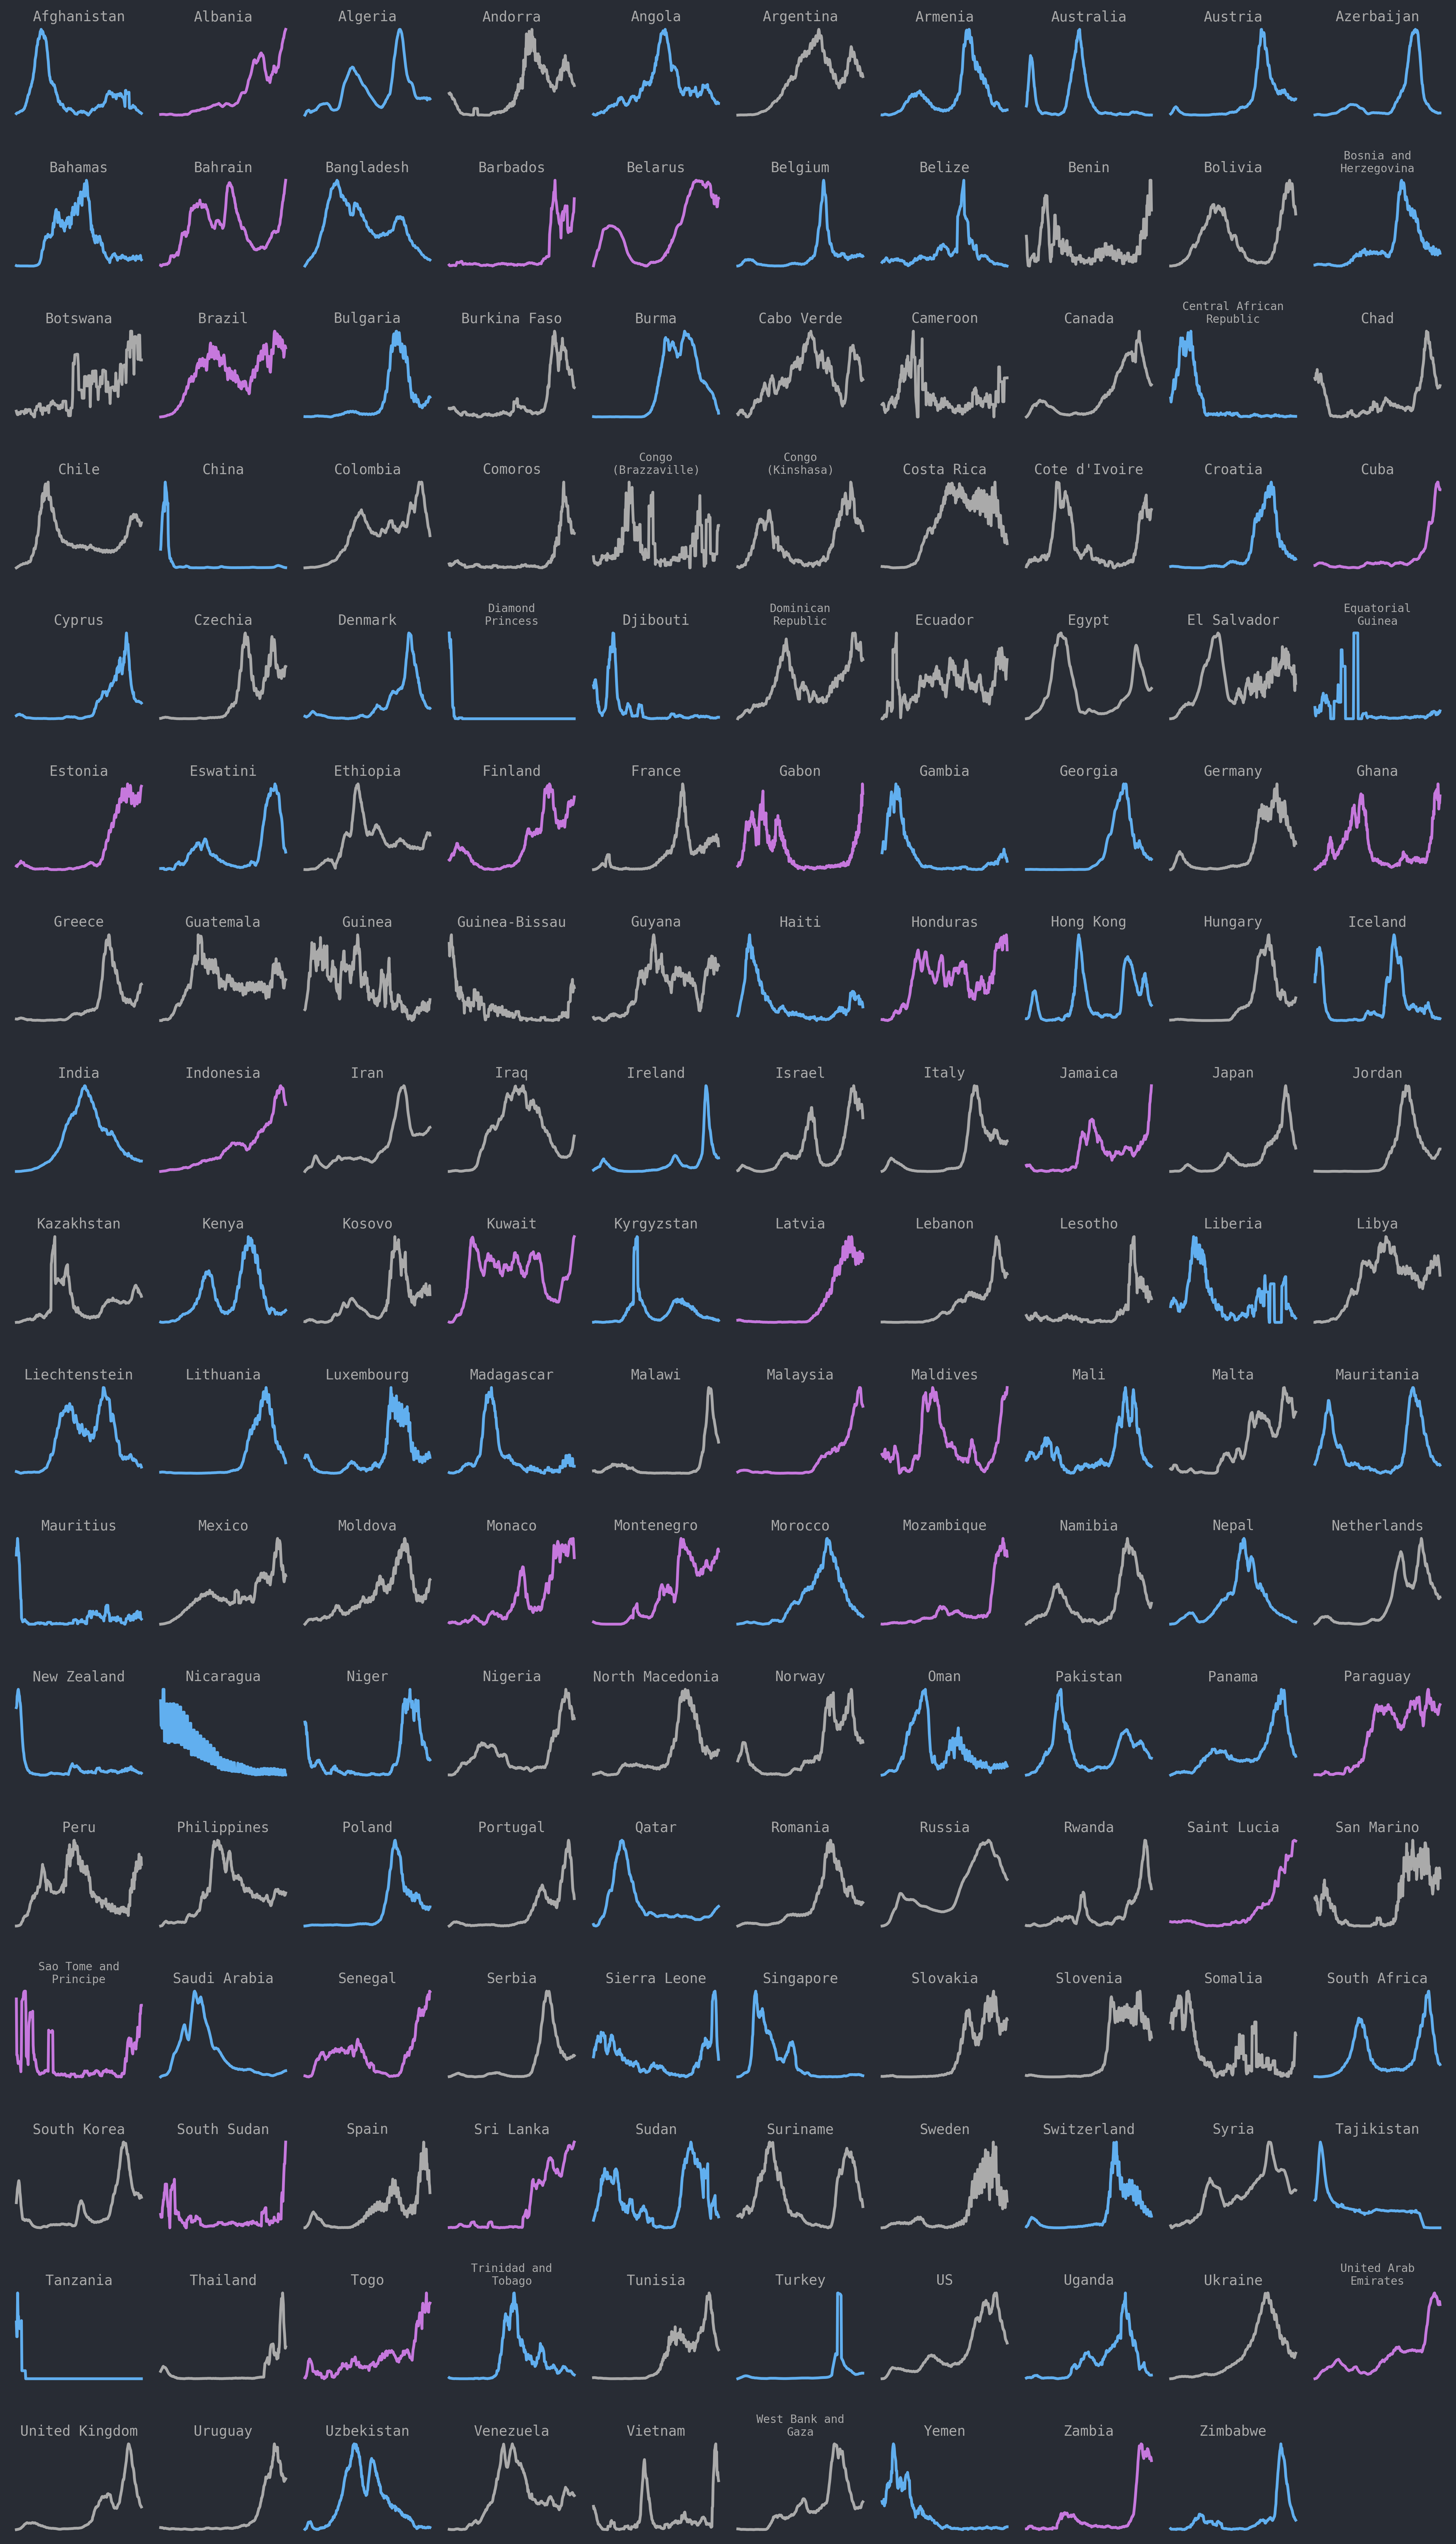 Afghanistan
Albania
Algeria
Andorra
Angola
Argentina
Armenia
Australia
Austria
Azerbaijan
Bahamas
Bahrain
Bangladesh
Barbados
Belarus
Belgium
Belize
Benin
Bolivia
Bosnia and
Herzegovina
Botswana
Brazil
Bulgaria
Burkina Faso
Burma
Cabo Verde
Cameroon
Canada
Central African
Republic
Chad
Chile
China
Colombia
Comoros
Congo
(Brazzaville)
Congo
(Kinshasa)
Costa Rica
Cote d'Ivoire
Croatia
Cuba
Cyprus
Czechia
Denmark
Diamond
Princess
Djibouti
Dominican
Republic
Ecuador
Egypt
El Salvador
Equatorial
Guinea
Estonia
Eswatini
Ethiopia
Finland
France
Gabon
Gambia
Georgia
Germany
Ghana
Greece
Guatemala
Guinea
Guinea-Bissau
Guyana
Haiti
Honduras
Hong Kong
Hungary
Iceland
India
Indonesia
Iran
Iraq
Ireland
Israel
Italy
Jamaica
Japan
Jordan
Kazakhstan
Kenya
Kosovo
Kuwait
Kyrgyzstan
Latvia
Lebanon
Lesotho
Liberia
Libya
Liechtenstein
Lithuania
Luxembourg
Madagascar
Malawi
Malaysia
Maldives
Mali
Malta
Mauritania
Mauritius
Mexico
Moldova
Monaco
Montenegro
Morocco
Mozambique
Namibia
Nepal
Netherlands
New Zealand
Nicaragua
Niger
Nigeria
North Macedonia
Norway
Oman
Pakistan
Panama
Paraguay
Peru
Philippines
Poland
Portugal
Qatar
Romania
Russia
Rwanda
Saint Lucia
San Marino
Sao Tome and
Principe
Saudi Arabia
Senegal
Serbia
Sierra Leone
Singapore
Slovakia
Slovenia
Somalia
South Africa
South Korea
South Sudan
Spain
Sri Lanka
Sudan
Suriname
Sweden
Switzerland
Syria
Tajikistan
Tanzania
Thailand
Togo
Trinidad and
Tobago
Tunisia
Turkey
US
Uganda
Ukraine
United Arab
Emirates
United Kingdom
Uruguay
Uzbekistan
Venezuela
Vietnam
West Bank and
Gaza
Yemen
Zambia
Zimbabwe